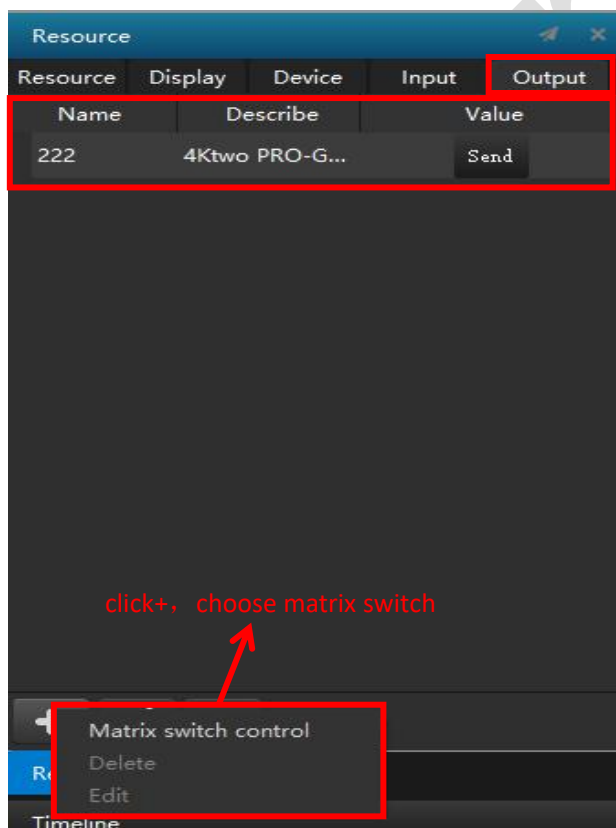 Resource
Resource Display Device Input Output
Name Describe Value
222 4Ktwo PRO-G... Send
click+，choose matrix switch
Matrix switch control
Delete
Edit
Timeline